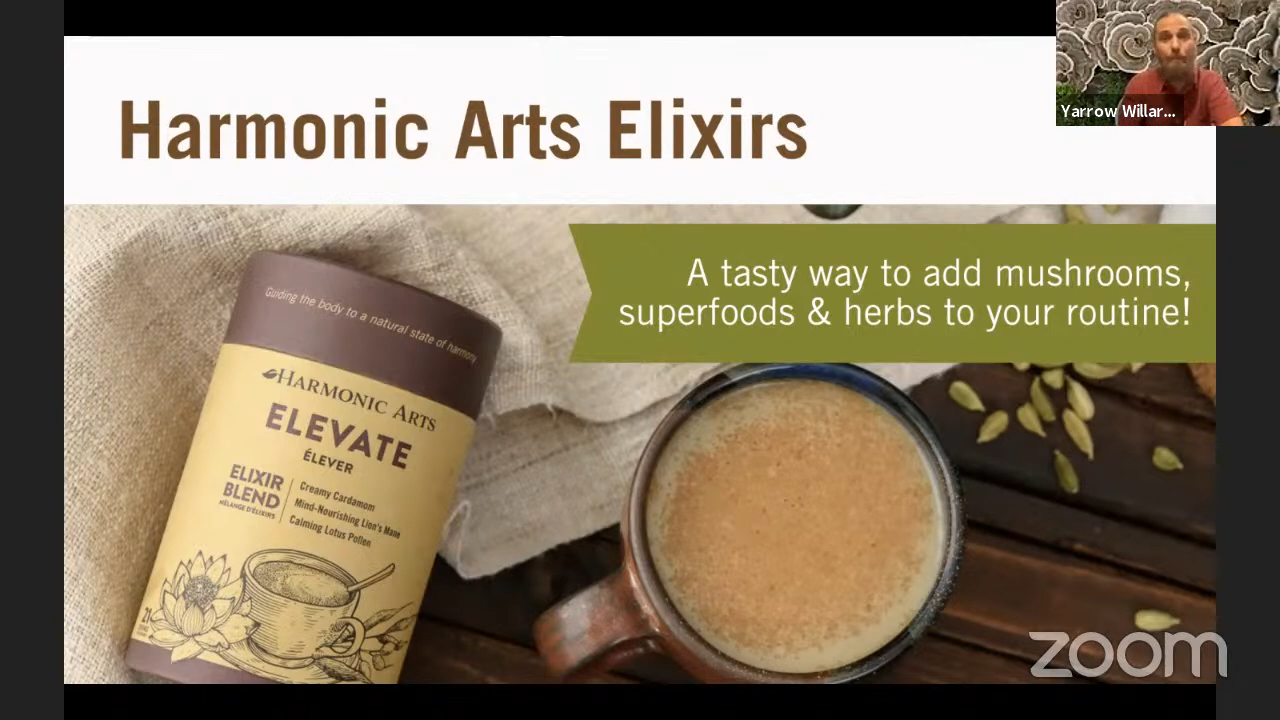 Harmonic Arts Elixirs
Yarrow Willar...
A tasty way to add mushrooms,
superfoods & herbs to your routine!
Guiding the body to a natural state of harmony
HARMONIC ARTS
ELEVATE
ÉLEVER
ELIXIR
BLEND
MÉLANGE D'ÉLIXIRS
Creamy Cardamom
Mind-Nourishing Lion's Mane
Calming Lotus Pollen
zoom